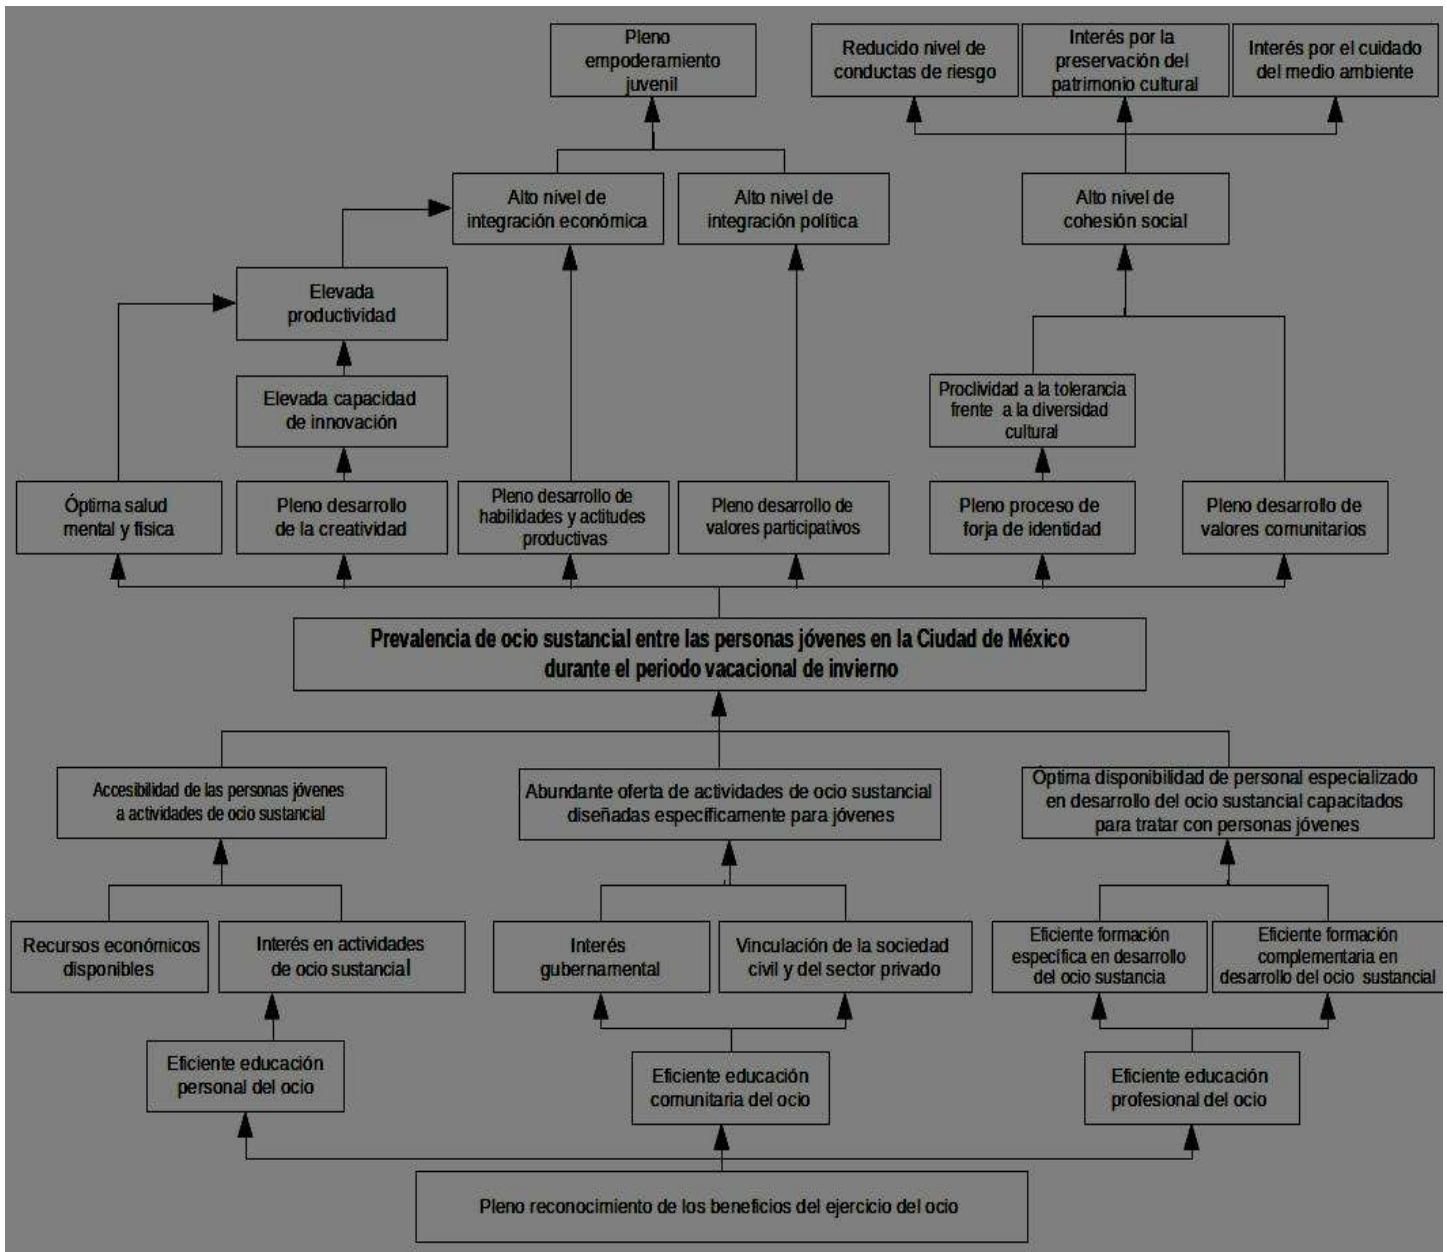 Pleno
empoderamiento
juvenil
Reducido nivel de
conductas de riesgo
Interés por la
preservación del
patrimonio cultural
Interés por el cuidado
del medio ambiente
Alto nivel de
integración económica
Alto nivel de
integración política
Alto nivel de
cohesión social
Elevada
productividad
Elevada capacidad
de innovación
Proclividad a la tolerancia
frente a la diversidad
cultural
Óptima salud
mental y física
Pleno desarrollo
de la creatividad
Pleno desarrollo de
habilidades y actitudes
productivas
Pleno desarrollo de
valores participativos
Pleno proceso de
forja de identidad
Pleno desarrollo de
valores comunitarios
Prevalencia de ocio sustancial entre las personas jóvenes en la Ciudad de México
durante el periodo vacacional de invierno
Accesibilidad de las personas jóvenes
a actividades de ocio sustancial
Abundante oferta de actividades de ocio sustancial
diseñadas específicamente para jóvenes
Óptima disponibilidad de personal especializado
en desarrollo del ocio sustancial capacitados
para tratar con personas jóvenes
Recursos económicos
disponibles
Interés en actividades
de ocio sustancial
Interés
gubernamental
Vinculación de la sociedad
civil y del sector privado
Eficiente formación
específica en desarrollo
del ocio sustancia
Eficiente formación
complementaria en
desarrollo del ocio sustancial
Eficiente educación
personal del ocio
Eficiente educación
comunitaria del ocio
Eficiente educación
profesional del ocio
Pleno reconocimiento de los beneficios del ejercicio del ocio